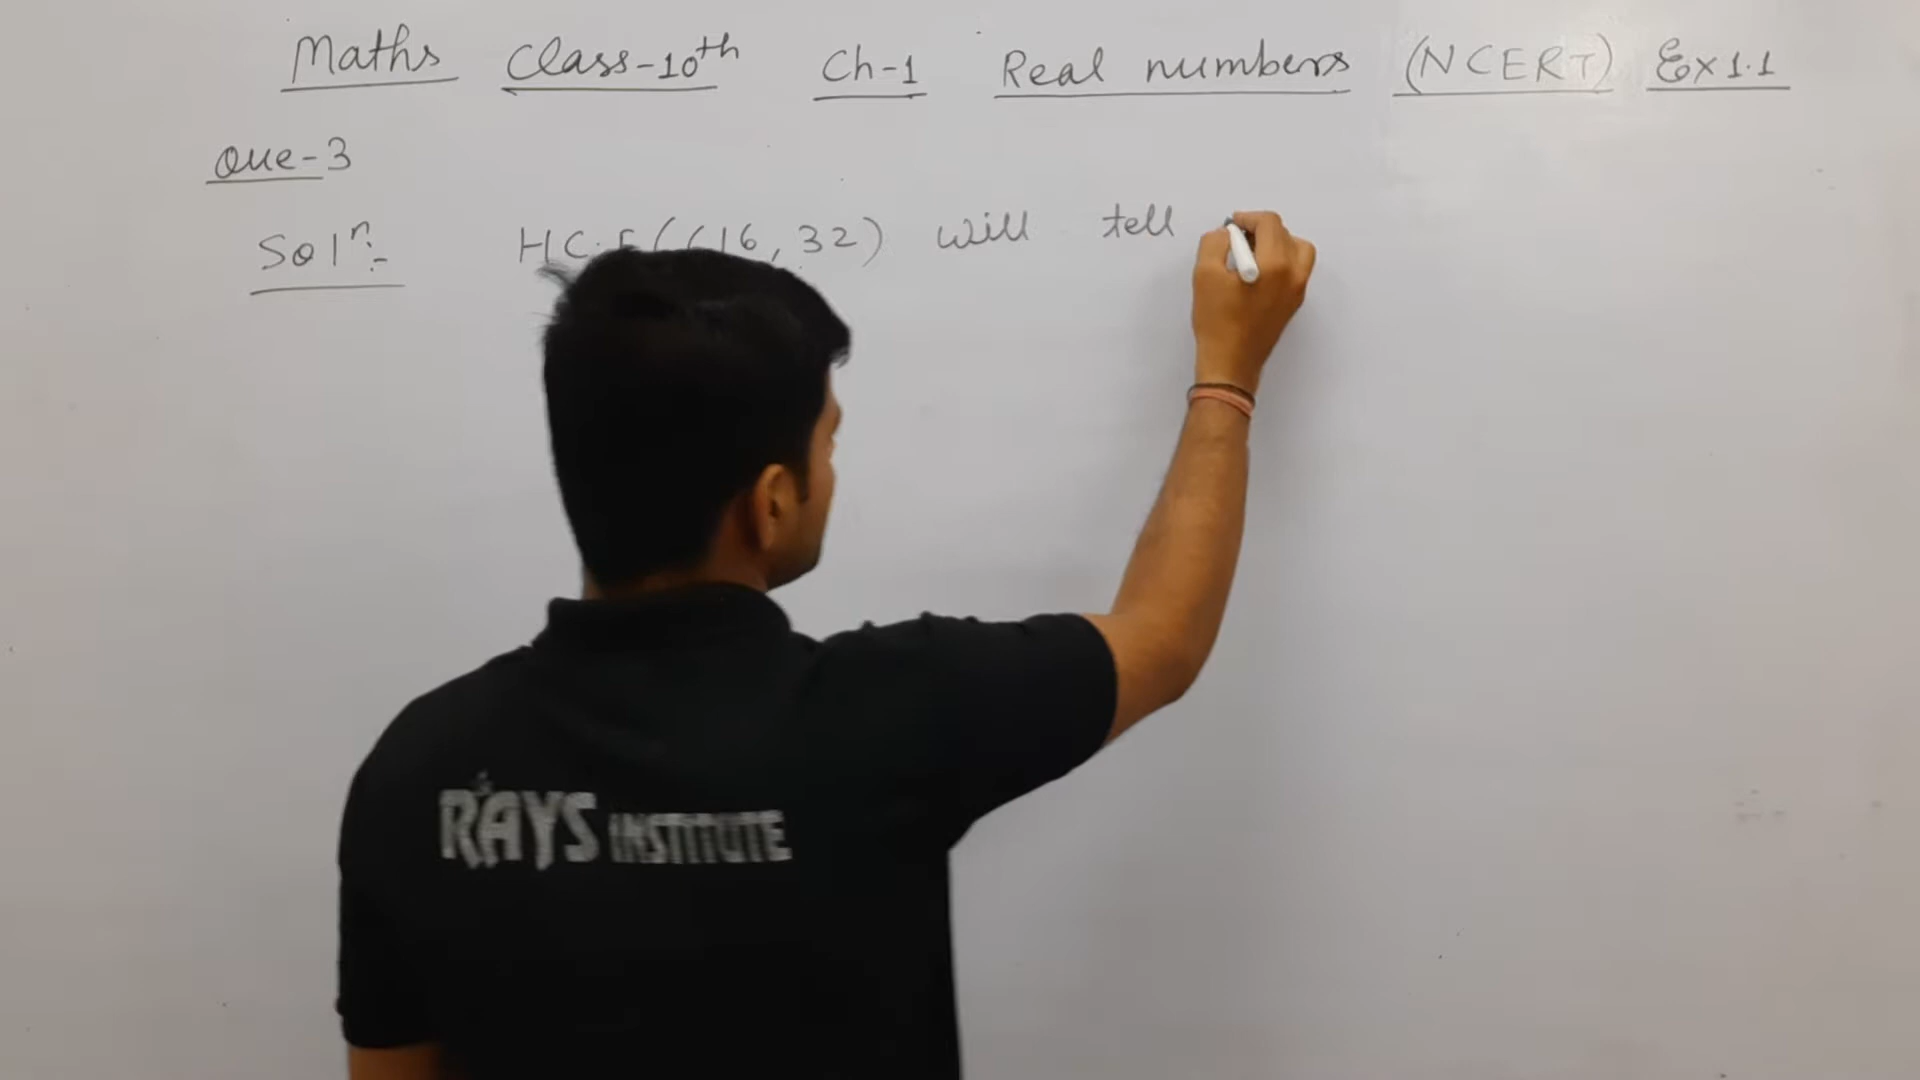 Maths Class-10th Ch-1 Real numbers (NCERT) Ex 1.1
Que-3
Soln:- H.C.F(616, 32) will tell
RAYS INSTITUTE